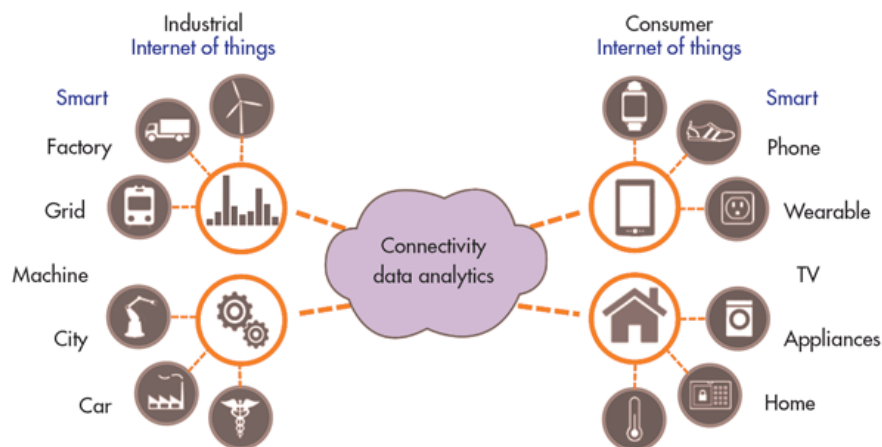 Industrial
Internet of things
Smart
Factory
Grid
Machine
City
Car
Connectivity
data analytics
Consumer
Internet of things
Smart
Phone
Wearable
TV
Appliances
Home